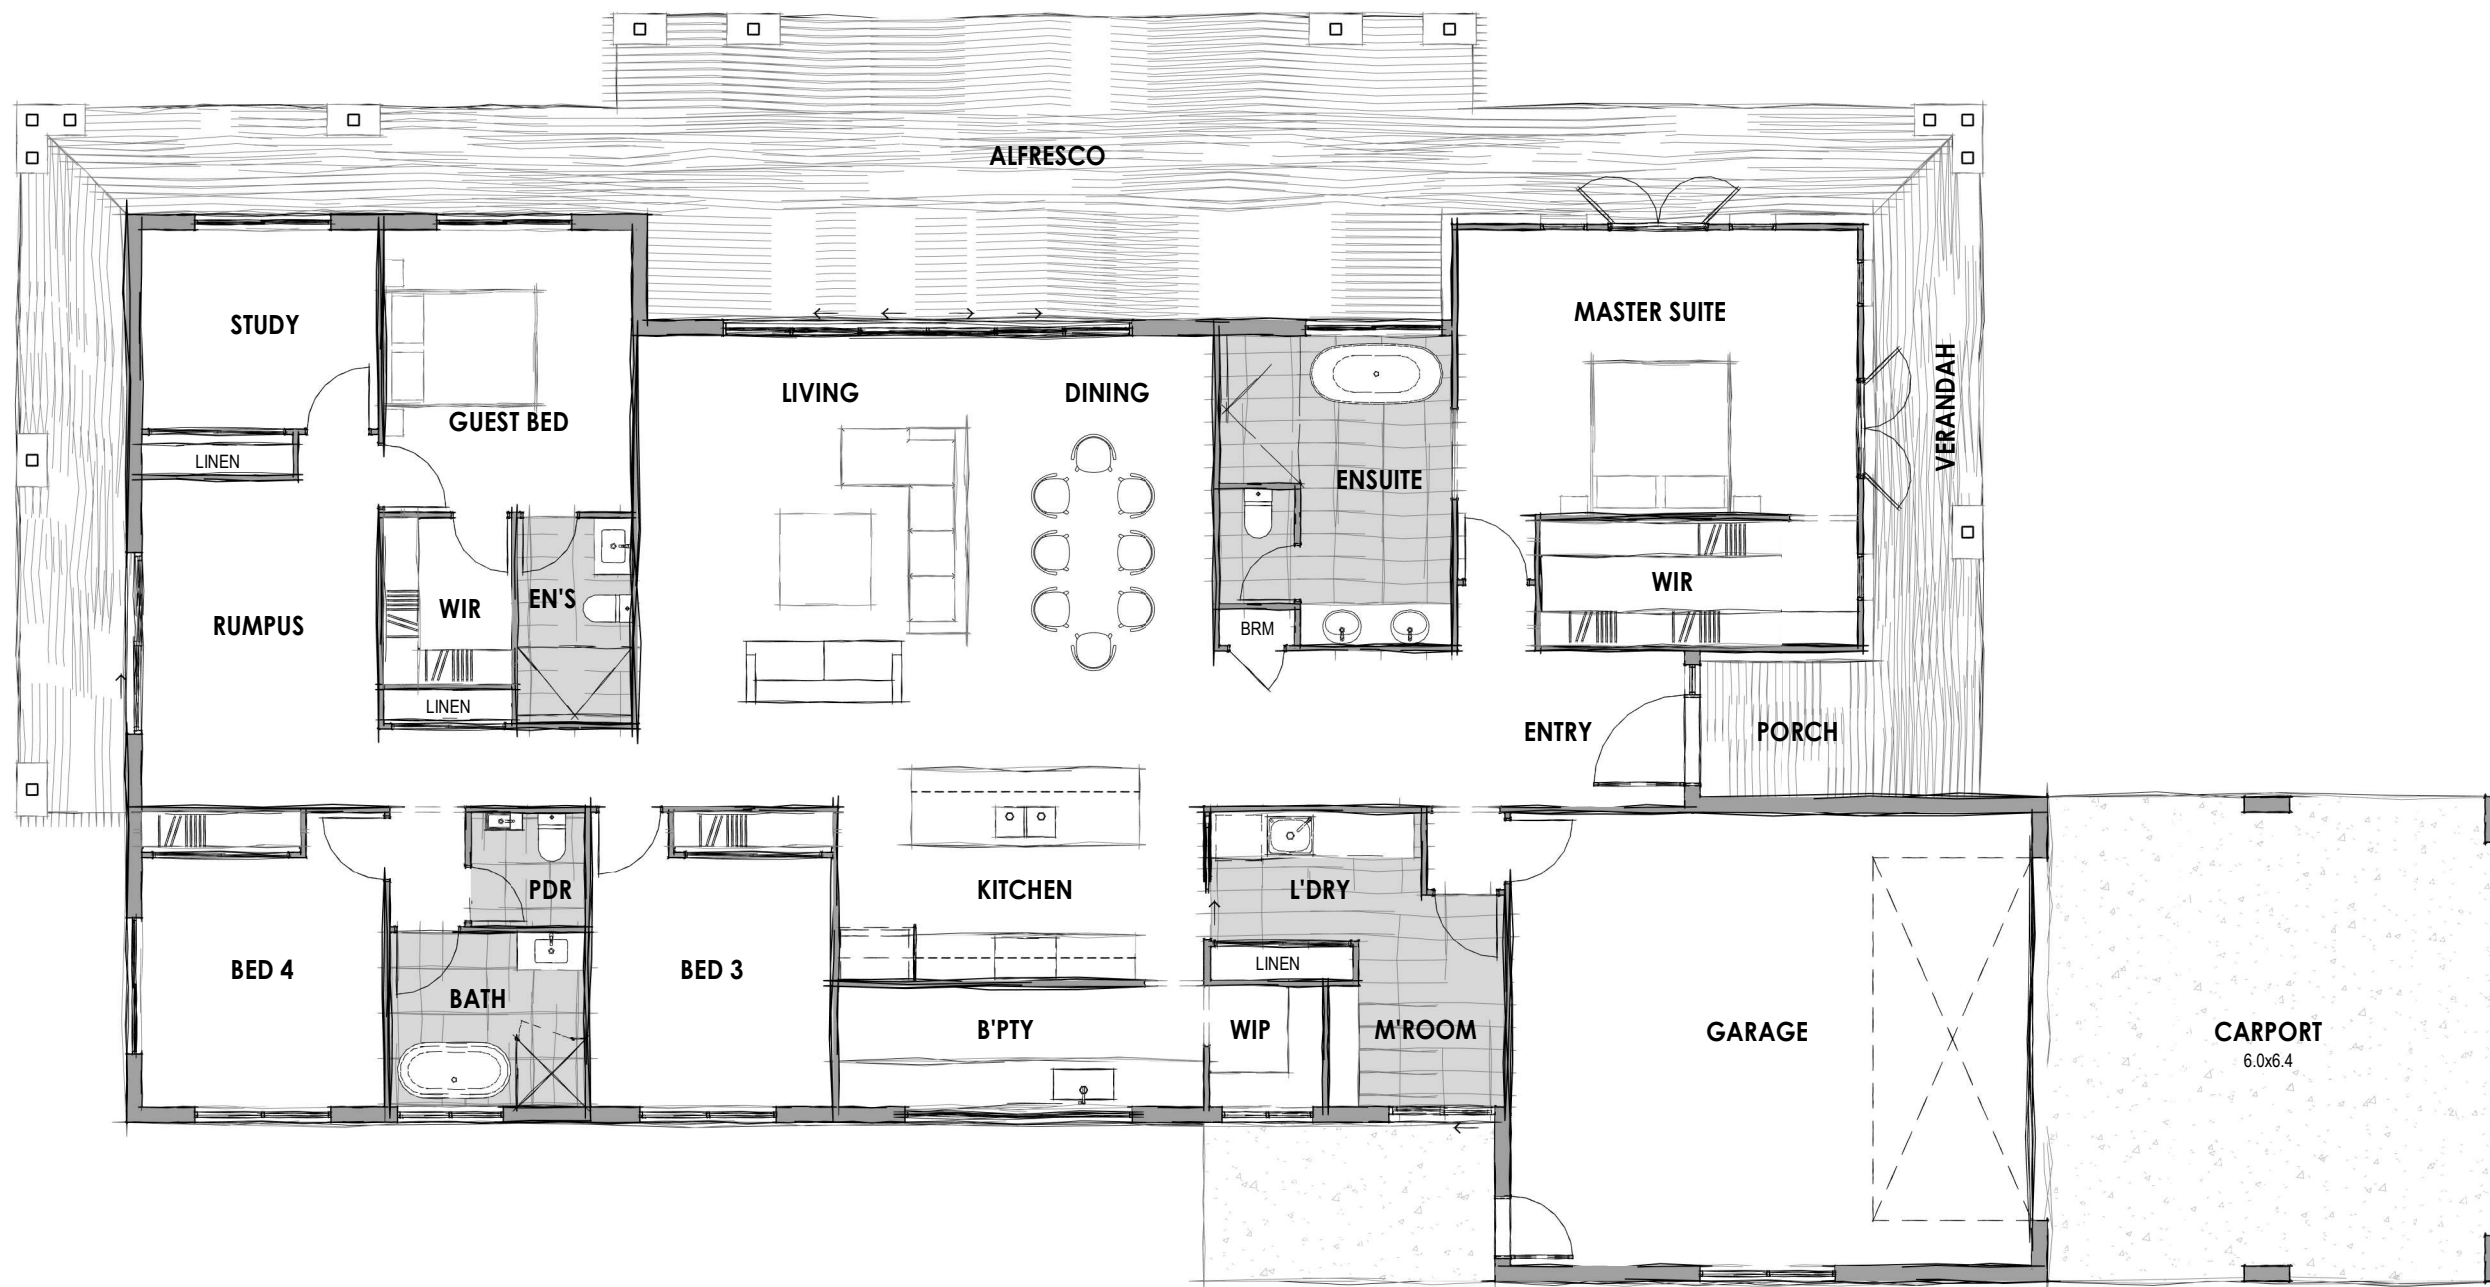 ALFRESCO
STUDY
MASTER SUITE
LIVING
DINING
VERANDAH
GUEST BED
LINEN
ENSUITE
WIR
EN'S
WIR
RUMPUS
BRM
LINEN
ENTRY
PORCH
PDR
KITCHEN
L'DRY
BED 4
BED 3
LINEN
BATH
B'PTY
WIP
M'ROOM
GARAGE
CARPORT
6.0x6.4